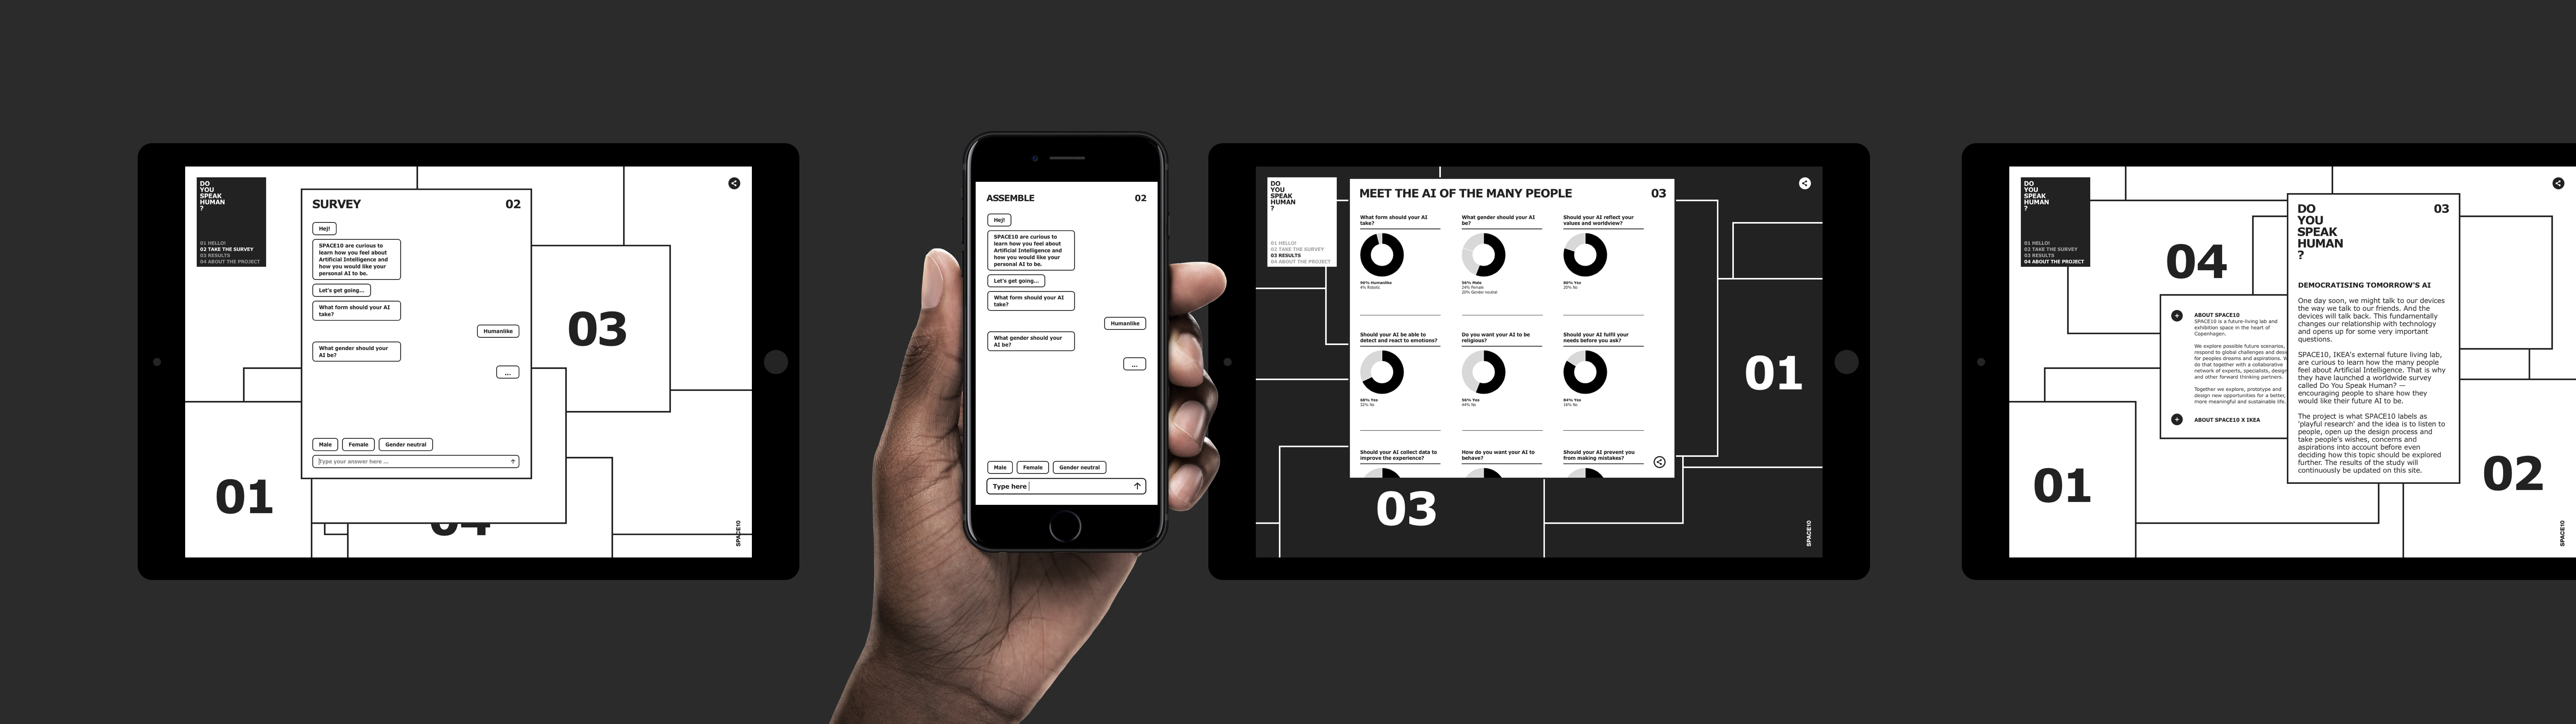 DO
YOU
SPEAK
HUMAN
?
01 HELLO!
02 TAKE THE SURVEY
03 RESULTS
04 ABOUT THE PROJECT
SURVEY
02
Hej!
SPACE10 are curious to
learn how you feel about
Artificial Intelligence and
how you would like your
personal AI to be.
Let's get going...
What form should your AI
take?
Humanlike
What gender should your
AI be?
...
Male
Female
Gender neutral
Type your answer here ...
03
01
04
SPACE10
ASSEMBLE
02
Hej!
SPACE10 are curious to
learn how you feel about
Artificial Intelligence and
how you would like your
personal AI to be.
Let's get going...
What form should your AI
take?
Humanlike
What gender should your
AI be?
...
Male
Female
Gender neutral
Type here
DO
YOU
SPEAK
HUMAN
?
01 HELLO!
02 TAKE THE SURVEY
03 RESULTS
04 ABOUT THE PROJECT
MEET THE AI OF THE MANY PEOPLE
03
What form should your AI
take?
96% Humanlike
4% Robotic
What gender should your AI
be?
56% Male
24% Female
20% Gender neutral
Should your AI reflect your
values and worldview?
80% Yes
20% No
Should your AI be able to
detect and react to emotions?
68% Yes
32% No
Do you want your AI to be
religious?
56% Yes
44% No
Should your AI fulfil your
needs before you ask?
84% Yes
16% No
Should your AI collect data to
improve the experience?
How do you want your AI to
behave?
Should your AI prevent you
from making mistakes?
01
03
SPACE10
DO
YOU
SPEAK
HUMAN
?
01 HELLO!
02 TAKE THE SURVEY
03 RESULTS
04 ABOUT THE PROJECT
04
ABOUT SPACE10
SPACE10 is a future-living lab and
exhibition space in the heart of
Copenhagen.
We explore possible future scenarios,
respond to global challenges and
for peoples dreams and aspirations.
do that together with a collaborative
network of experts, specialists,
and other forward thinking partners.
Together we explore, prototype and
design new opportunities for a better,
more meaningful and sustainable life.
ABOUT SPACE10 X IKEA
DO
YOU
SPEAK
HUMAN
?
03
DEMOCRATISING TOMORROW'S AI
One day soon, we might talk to our devices
the way we talk to our friends. And the
devices will talk back. This fundamentally
changes our relationship with technology
and opens up for some very important
questions.
SPACE10, IKEA's external future living lab,
are curious to learn how the many people
feel about Artificial Intelligence. That is why
they have launched a worldwide survey
called Do You Speak Human? —
encouraging people to share how they
would like their future AI to be.
The project is what SPACE10 labels as
'playful research' and the idea is to listen to
people, open up the design process and
take people's wishes, concerns and
aspirations into account before even
deciding how this topic should be explored
further. The results of the study will
continuously be updated on this site.
01
02
SPACE10